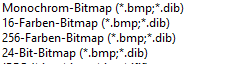 Monochrom-Bitmap (*.bmp;*.dib)
16-Farben-Bitmap (*.bmp;*.dib)
256-Farben-Bitmap (*.bmp;*.dib)
24-Bit-Bitmap (*.bmp;*.dib)